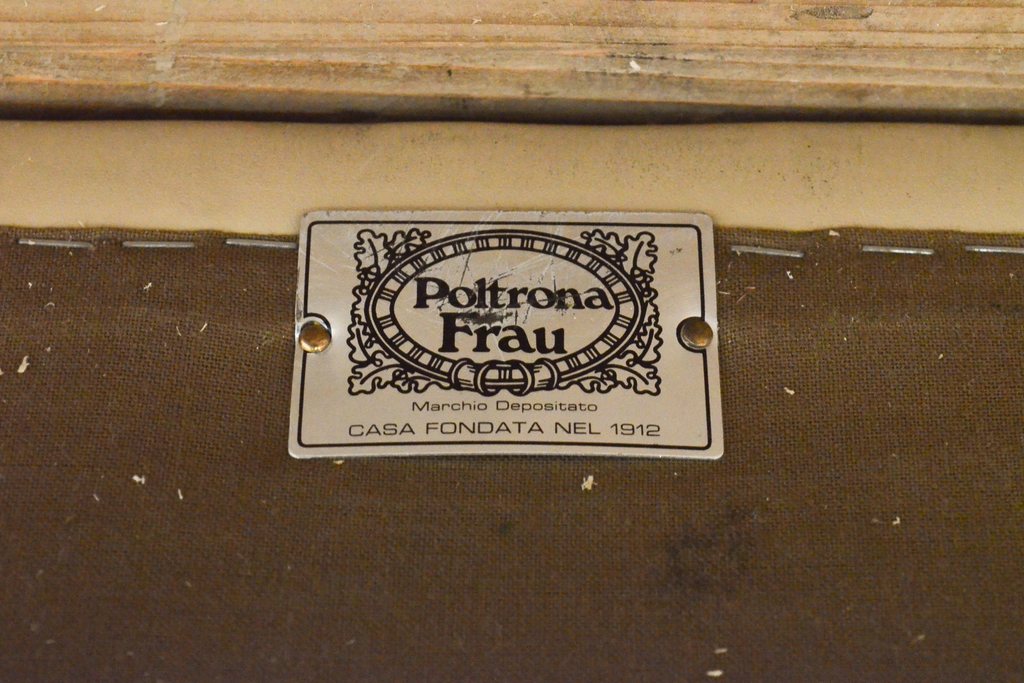 Poltrona
Frau
Marchio Depositato
CASA FONDATA NEL 1912